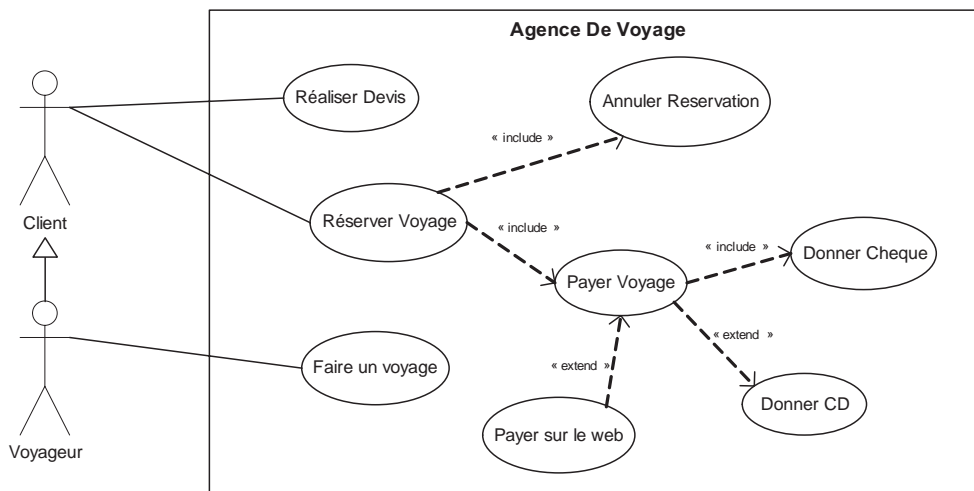 Agence De Voyage
Réaliser Devis
Annuler Reservation
« include »
Client
Réserver Voyage
« include »
« include »
Payer Voyage
Donner Cheque
Faire un voyage
« extend »
« extend »
Voyageur
Payer sur le web
Donner CD